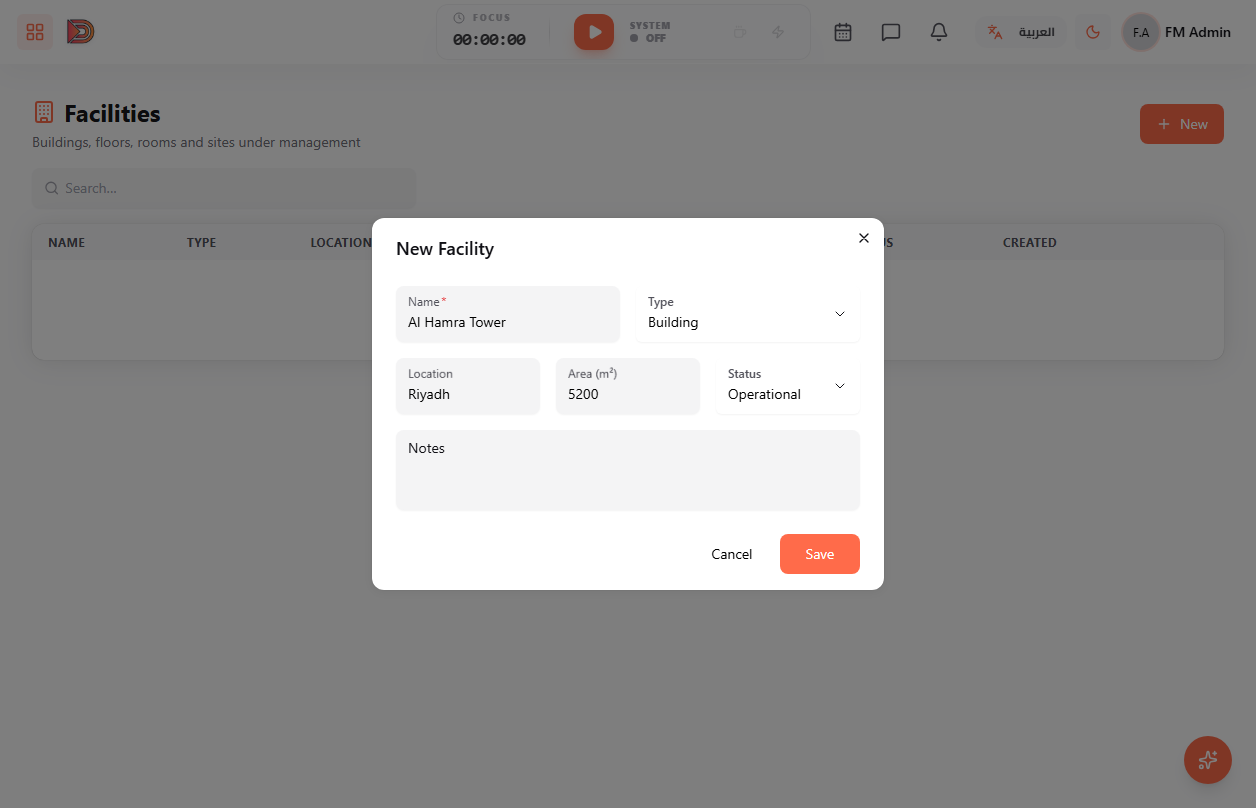 FOCUS
00:00:00
SYSTEM
OFF
العربية
F.A
FM Admin
Facilities
Buildings, floors, rooms and sites under management
New
Search...
NAME
TYPE
LOCATION
CREATED
New Facility
Name*
Al Hamra Tower
Type
Building
Location
Riyadh
Area (m²)
5200
Status
Operational
Notes
Cancel
Save